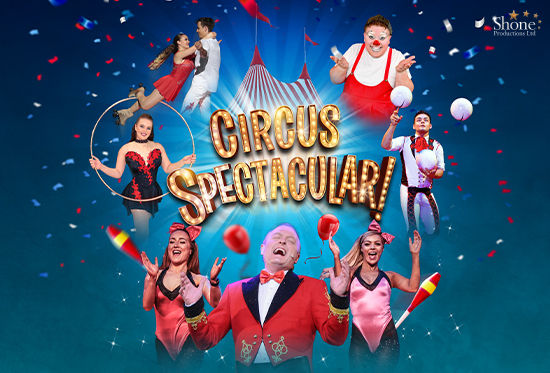 Shone
Productions Ltd
CIRCUS
SPECTACULAR!